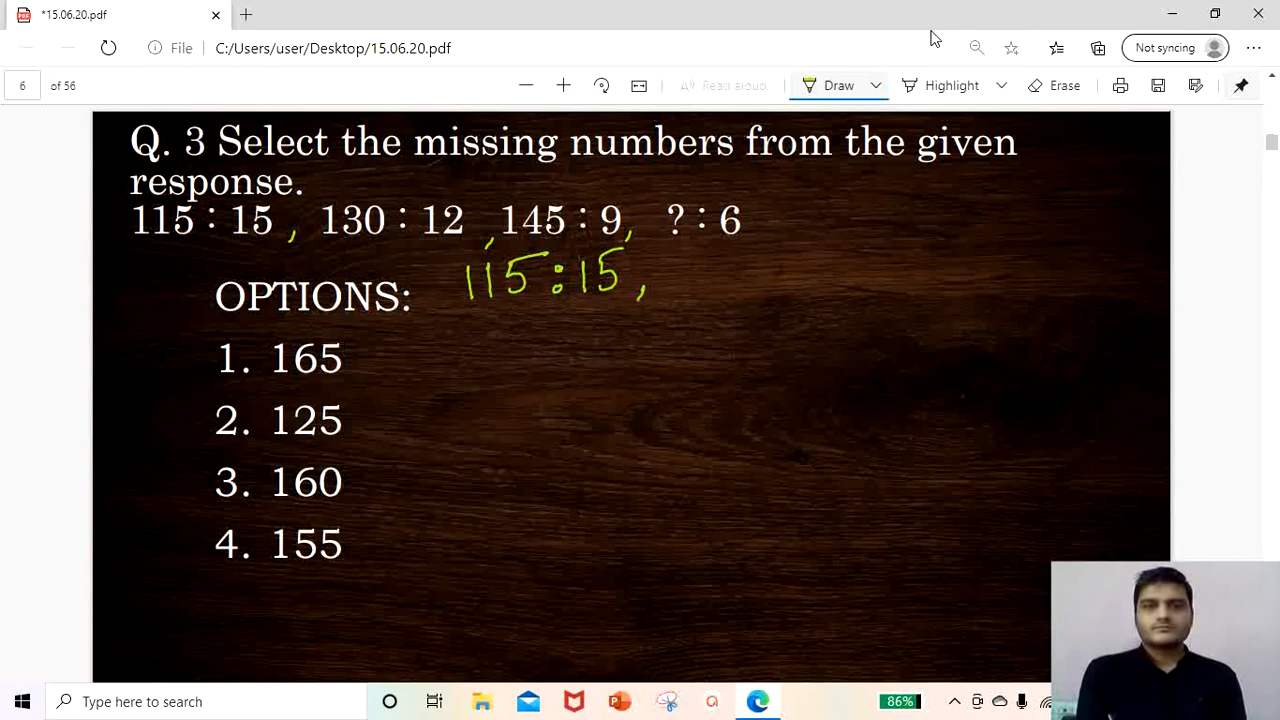 *15.06.20.pdf
File C:/Users/user/Desktop/15.06.20.pdf Not syncing
6 of 56 Read aloud Draw Highlight Erase
Q. 3 Select the missing numbers from the given
response.
115 : 15 , 130 : 12 , 145 : 9, ? : 6
115 : 15 ,
OPTIONS:
1. 165
2. 125
3. 160
4. 155
Type here to search 86%